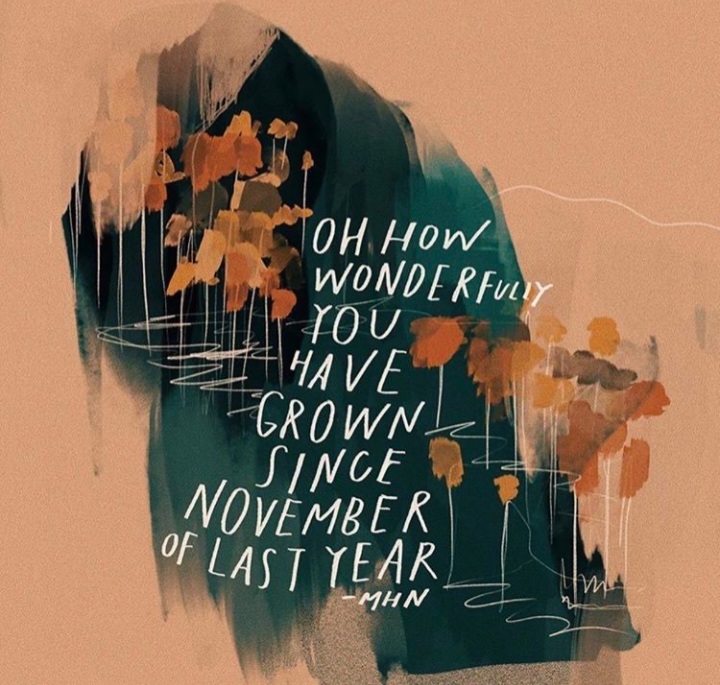 OH HOW
WONDERFULLY
YOU
HAVE
GROWN
SINCE
NOVEMBER
OF LAST YEAR
-MHN